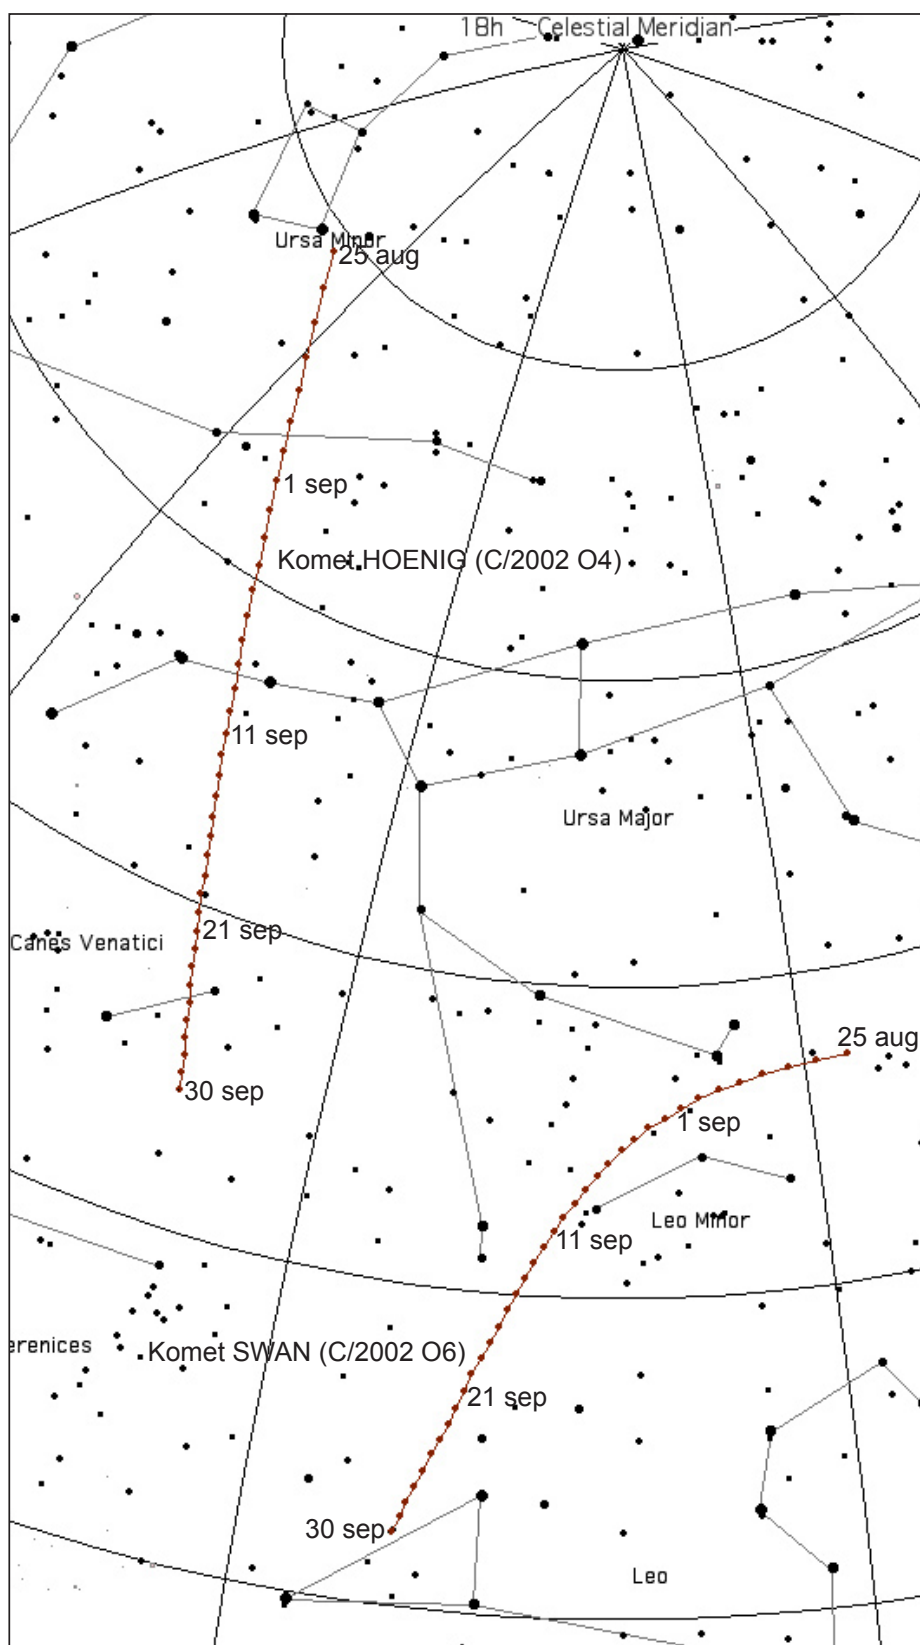 18h Celestial Meridian
Ursa Minor
25 aug
1 sep
Komet HOENIG (C/2002 O4)
11 sep
Ursa Major
21 sep
Canes Venatici
25 aug
30 sep
1 sep
Leo Minor
11 sep
erenices
Komet SWAN (C/2002 O6)
21 sep
30 sep
Leo